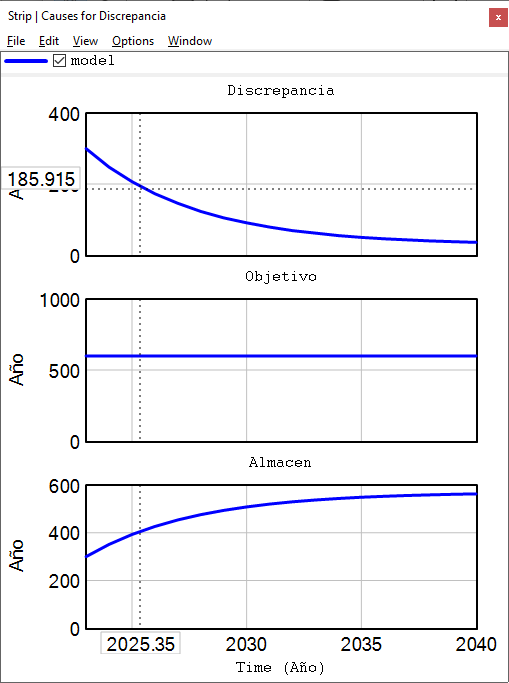 Strip | Causes for Discrepancia
x
File Edit View Options Window
model
Discrepancia
400
185.915
0
Objetivo
1000
Año
500
0
Almacen
600
Año
400
200
0
2025.35 2030 2035 2040
Time (Año)